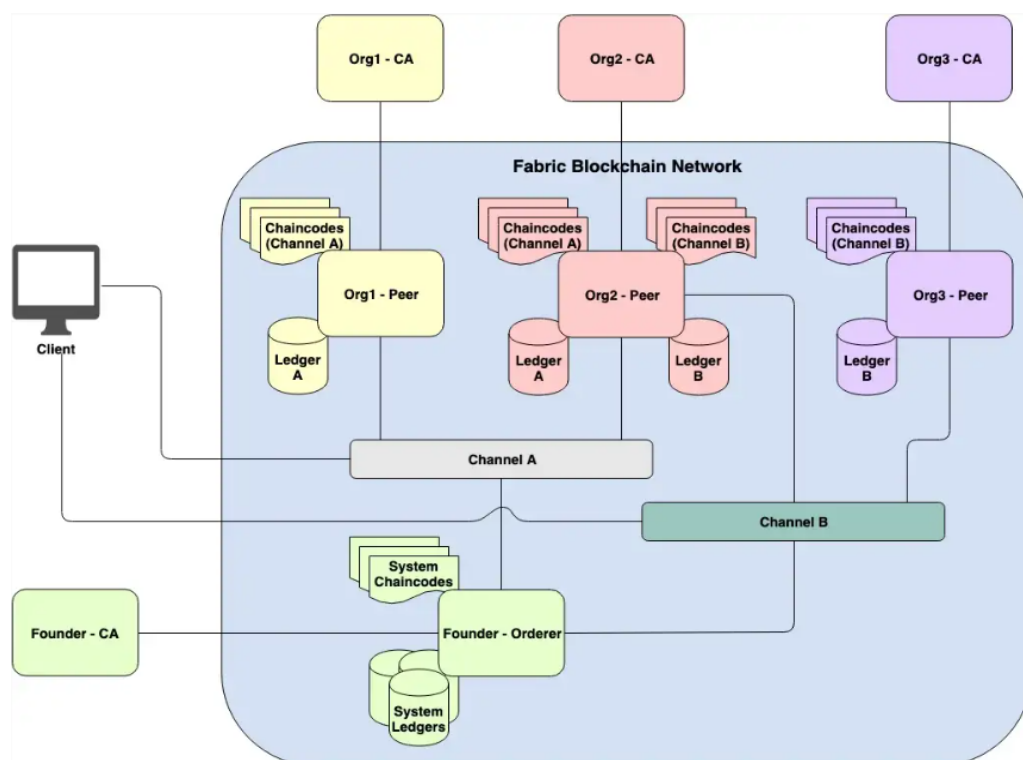 Org1 - CA
Org2 - CA
Org3 - CA
Fabric Blockchain Network
Chaincodes
(Channel A)
Chaincodes
(Channel A)
Chaincodes
(Channel B)
Chaincodes
(Channel B)
Org1 - Peer
Org2 - Peer
Org3 - Peer
Client
Ledger
A
Ledger
A
Ledger
B
Ledger
B
Channel A
Channel B
System
Chaincodes
Founder - CA
Founder - Orderer
System
Ledgers